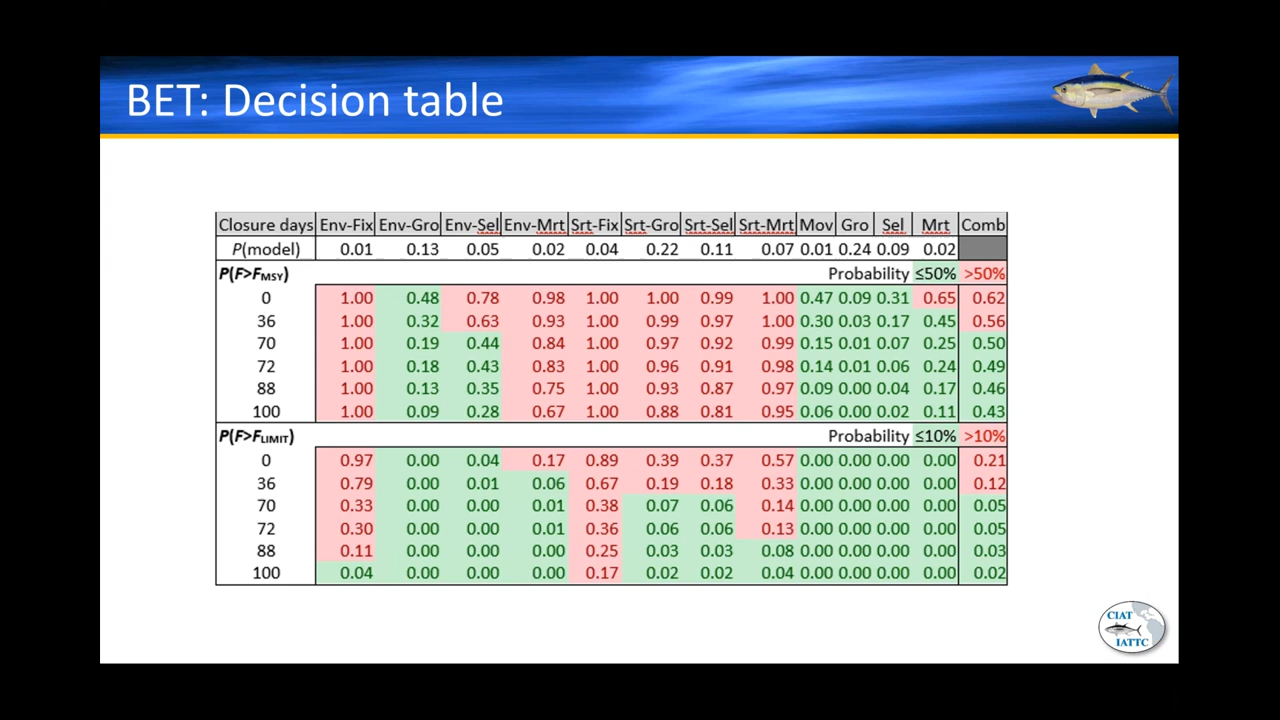 BET: Decision table
Closure days Env-Fix Env-Gro Env-Sel Env-Mrt Srt-Fix Srt-Gro Srt-Sel Srt-Mrt Mov Gro Sel Mrt Comb
P(model) 0.01 0.13 0.05 0.02 0.04 0.22 0.11 0.07 0.01 0.24 0.09 0.02
P(F>FMSY) Probability ≤50% >50%
0 1.00 0.48 0.78 0.98 1.00 1.00 0.99 1.00 0.47 0.09 0.31 0.65 0.62
36 1.00 0.32 0.63 0.93 1.00 0.99 0.97 1.00 0.30 0.03 0.17 0.45 0.56
70 1.00 0.19 0.44 0.84 1.00 0.97 0.92 0.99 0.15 0.01 0.07 0.25 0.50
72 1.00 0.18 0.43 0.83 1.00 0.96 0.91 0.98 0.14 0.01 0.06 0.24 0.49
88 1.00 0.13 0.35 0.75 1.00 0.93 0.87 0.97 0.09 0.00 0.04 0.17 0.46
100 1.00 0.09 0.28 0.67 1.00 0.88 0.81 0.95 0.06 0.00 0.02 0.11 0.43
P(F>FLIMIT) Probability ≤10% >10%
0 0.97 0.00 0.04 0.17 0.89 0.39 0.37 0.57 0.00 0.00 0.00 0.00 0.21
36 0.79 0.00 0.01 0.06 0.67 0.19 0.18 0.33 0.00 0.00 0.00 0.00 0.12
70 0.33 0.00 0.00 0.01 0.38 0.07 0.06 0.14 0.00 0.00 0.00 0.00 0.05
72 0.30 0.00 0.00 0.01 0.36 0.06 0.06 0.13 0.00 0.00 0.00 0.00 0.05
88 0.11 0.00 0.00 0.00 0.25 0.03 0.03 0.08 0.00 0.00 0.00 0.00 0.03
100 0.04 0.00 0.00 0.00 0.17 0.02 0.02 0.04 0.00 0.00 0.00 0.00 0.02
CIAT
IATTC